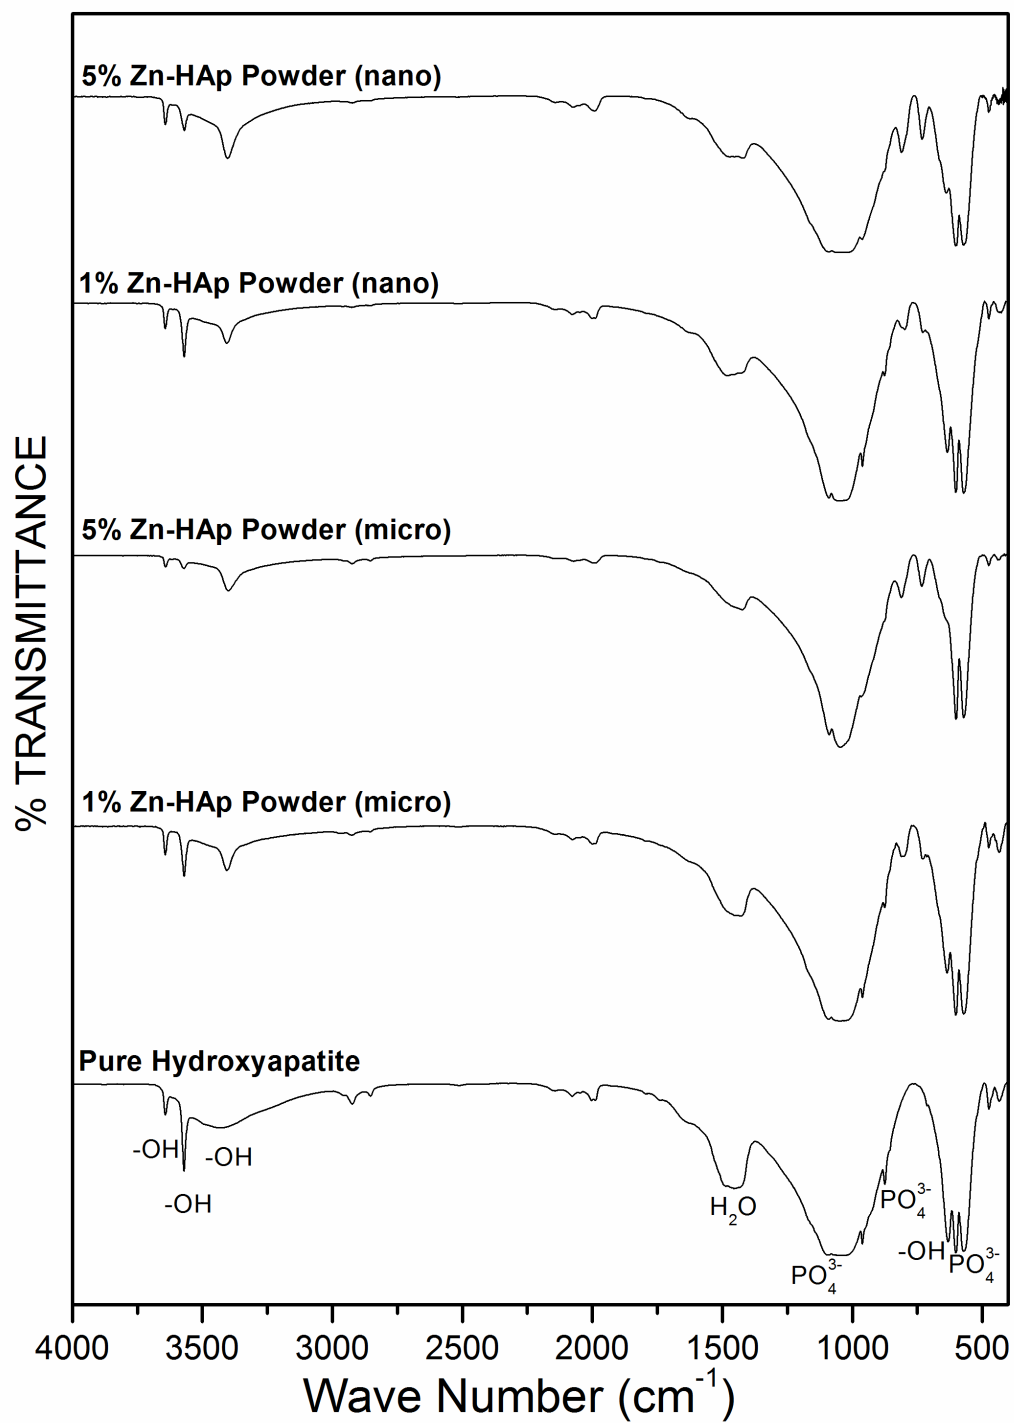 5% Zn-HAp Powder (nano)
1% Zn-HAp Powder (nano)
5% Zn-HAp Powder (micro)
1% Zn-HAp Powder (micro)
Pure Hydroxyapatite
-OH
-OH
-OH
H₂O
PO₄³⁻
PO₄³⁻
-OH
PO₄³⁻
% TRANSMITTANCE
4000 3500 3000 2500 2000 1500 1000 500
Wave Number (cm⁻¹)